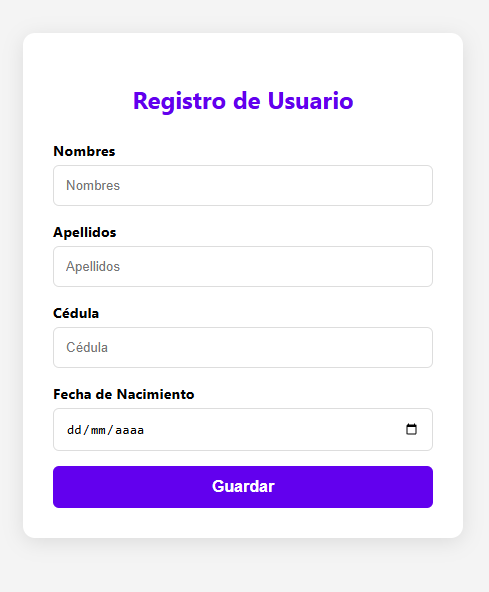 Registro de Usuario
Nombres
Nombres
Apellidos
Apellidos
Cédula
Cédula
Fecha de Nacimiento
dd/mm/aaaa
Guardar